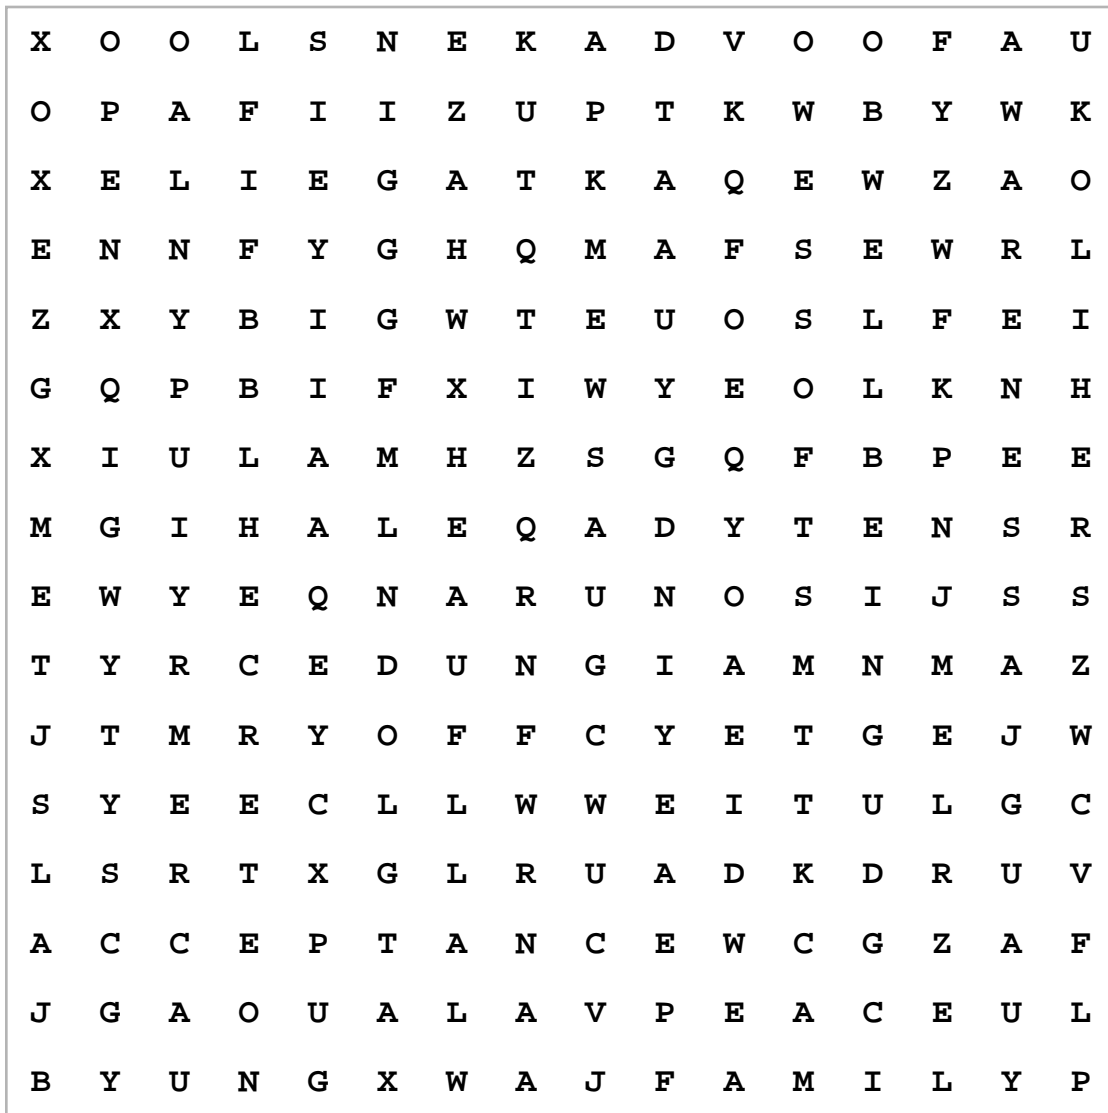 X O O L S N E K A D V O O F A U
O P A F I I Z U P T K W B Y W K
X E L I E G A T K A Q E W Z A O
E N N F Y G H Q M A F S E W R L
Z X Y B I G W T E U O S L F E I
G Q P B I F X I W Y E O L K N H
X I U L A M H Z S G Q F B P E E
M G I H A L E Q A D Y T E N S R
E W Y E Q N A R U N O S I J S S
T Y R C E D U N G I A M N M A Z
J T M R Y O F F C Y E T G E J W
S Y E E C L L W W E I T U L G C
L S R T X G L R U A D K D R U V
A C C E P T A N C E W C G Z A F
J G A O U A L A V P E A C E U L
B Y U N G X W A J F A M I L Y P